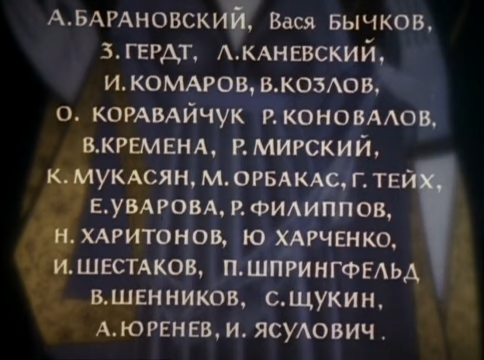 А.БАРАНОВСКИЙ, Вася БЫЧКОВ,
З.ГЕРДТ, Л.КАНЕВСКИЙ,
И.КОМАРОВ, В.КОЗЛОВ,
О. КОРАВАЙЧУК Р. КОНОВАЛОВ,
В.КРЕМЕНА, Р.МИРСКИЙ,
К.МУКАСЯН, М.ОРБАКАС, Г.ТЕЙХ,
Е.УВАРОВА, Р.ФИЛИППОВ,
Н. ХАРИТОНОВ, Ю ХАРЧЕНКО,
И.ШЕСТАКОВ, П.ШПРИНГФЕЛЬД
В.ШЕННИКОВ, С.ЩУКИН,
А.ЮРЕНЕВ, И. ЯСУЛОВИЧ.